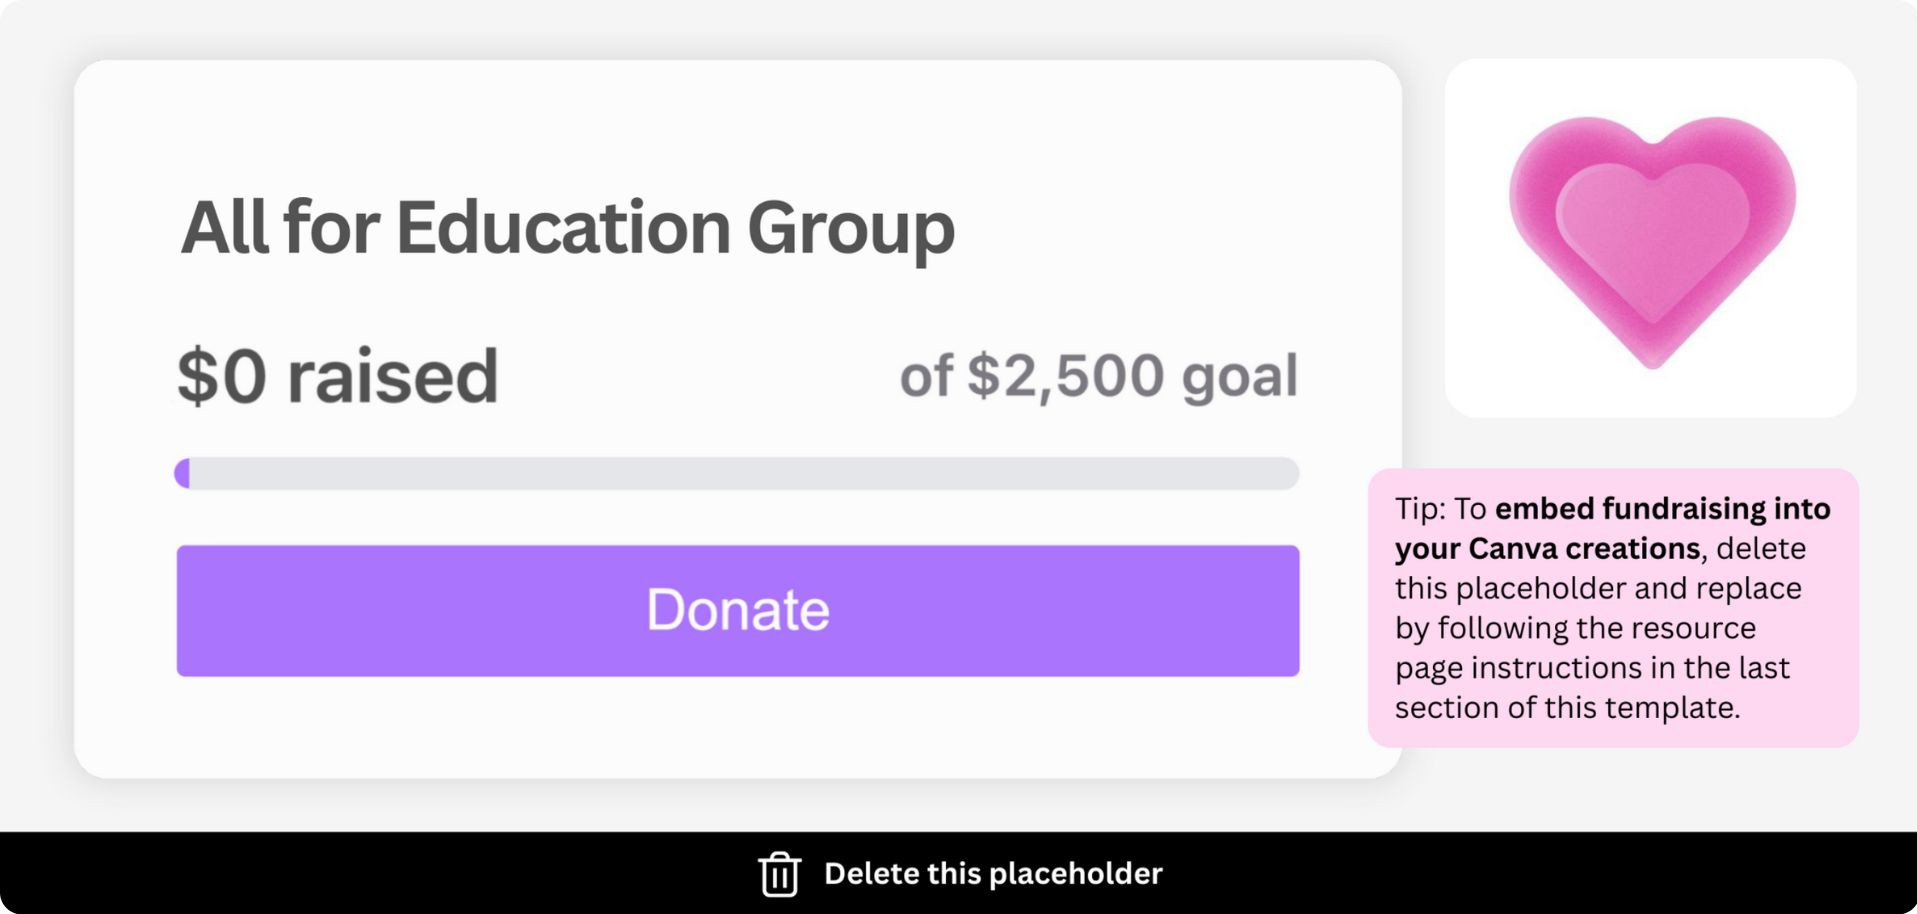 All for Education Group
$0 raised
of $2,500 goal
Donate
Tip: To embed fundraising into
your Canva creations, delete
this placeholder and replace
by following the resource
page instructions in the last
section of this template.
Delete this placeholder